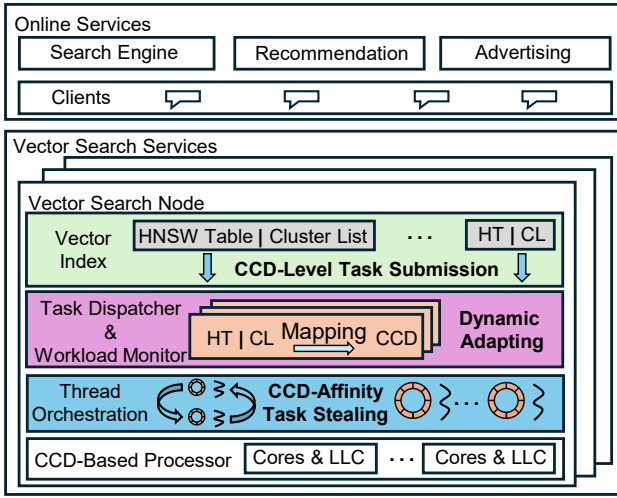 Online Services
Search Engine
Recommendation
Advertising
Clients
Vector Search Services
Vector Search Node
Vector
Index
HNSW Table | Cluster List
...
HT | CL
CCD-Level Task Submission
Task Dispatcher
&
Workload Monitor
HT | CL
Mapping
CCD
Dynamic
Adapting
Thread
Orchestration
CCD-Affinity
Task Stealing
...
CCD-Based Processor
Cores & LLC
...
Cores & LLC